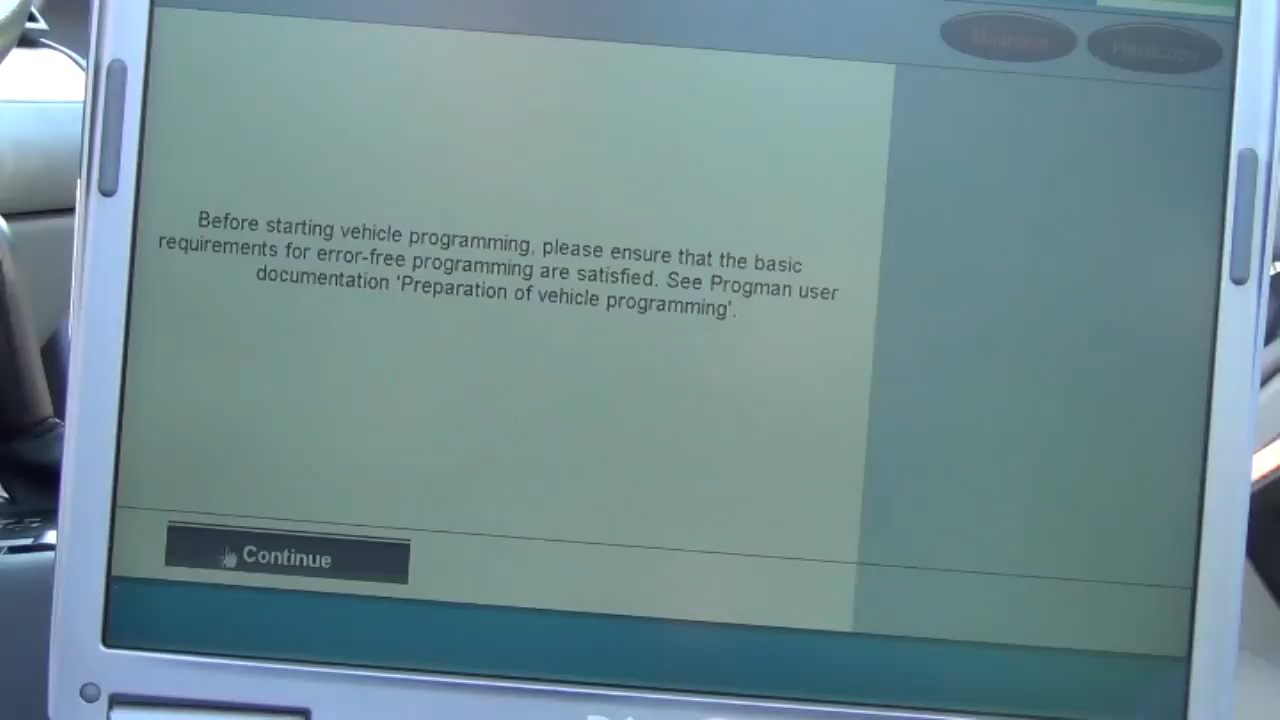 Hardcopy
Before starting vehicle programming, please ensure that the basic
requirements for error-free programming are satisfied. See Progman user
documentation 'Preparation of vehicle programming'.
Continue